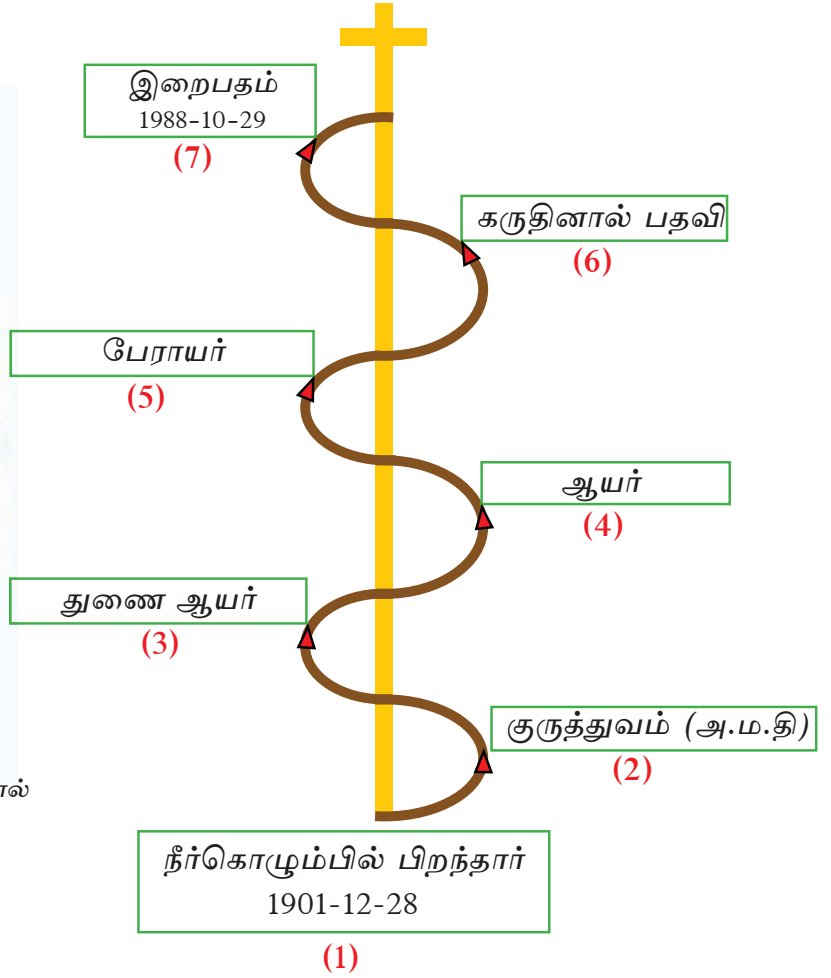 இறைபதம்
1988-10-29
(7)
கருதினால் பதவி
(6)
பேராயர்
(5)
ஆயர்
(4)
துணை ஆயர்
(3)
குருத்துவம் (அ.ம.தி)
(2)
நீர்கொழும்பில் பிறந்தார்
1901-12-28
(1)